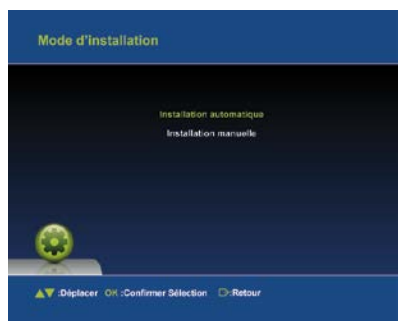 Mode d'installation
Installation automatique
Installation manuelle
▲▼ :Déplacer OK :Confirmer Sélection :Retour